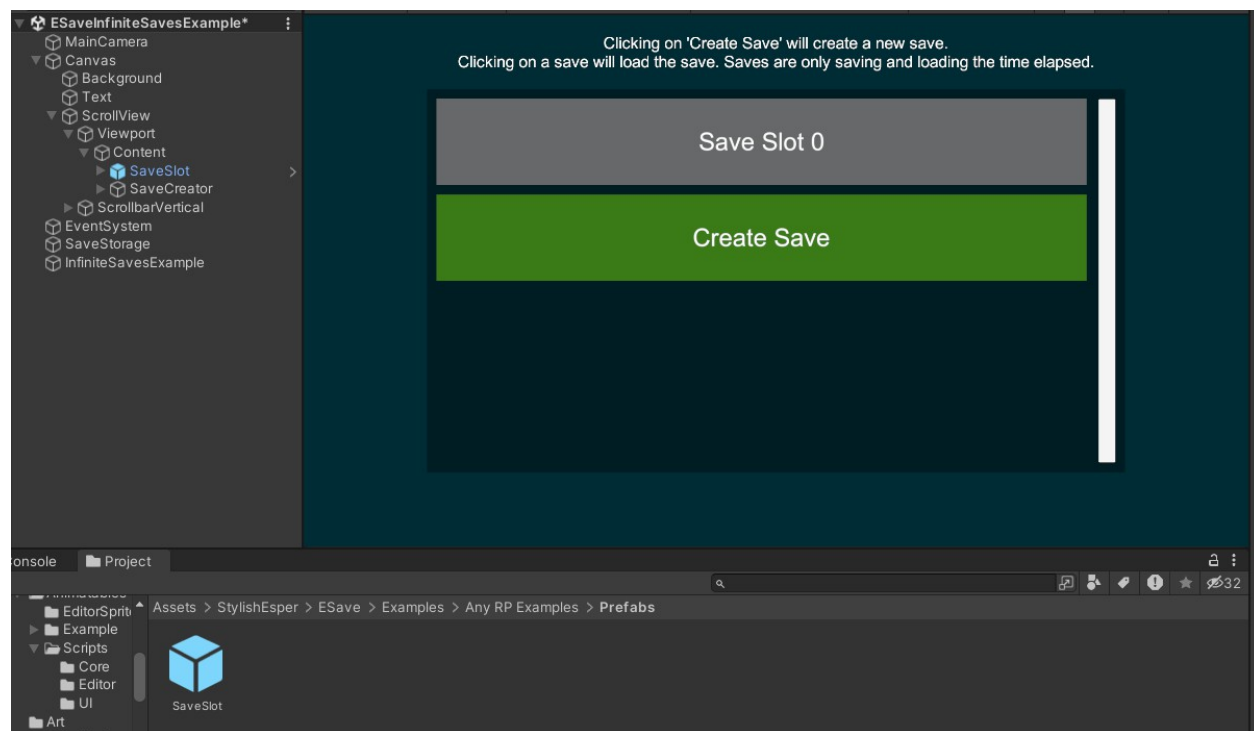 ESaveInfiniteSavesExample*
MainCamera
Canvas
Background
Text
ScrollView
Viewport
Content
SaveSlot
SaveCreator
ScrollbarVertical
EventSystem
SaveStorage
InfiniteSavesExample
Clicking on 'Create Save' will create a new save.
Clicking on a save will load the save. Saves are only saving and loading the time elapsed.
Save Slot 0
Create Save
onsole Project
32
EditorSprit
Example
Scripts
Core
Editor
UI
Art
Assets > StylishEsper > ESave > Examples > Any RP Examples > Prefabs
SaveSlot